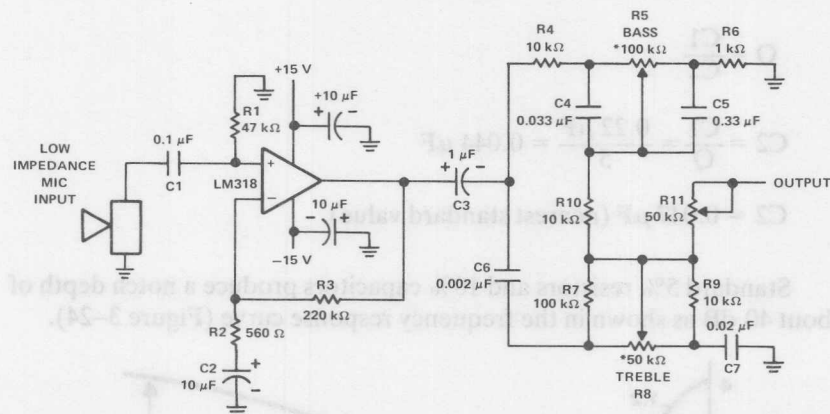 R4
10 kΩ
R5
BASS
*100 kΩ
R6
1 kΩ
+15 V
+10 µF
+
−
R1
47 kΩ
C4
0.033 µF
C5
0.33 µF
LOW
IMPEDANCE
MIC
INPUT
0.1 µF
C1
+
−
LM318
1 µF
+
−
C3
OUTPUT
10 µF
−
+
−15 V
R10
10 kΩ
R11
50 kΩ
C6
0.002 µF
R7
100 kΩ
R9
10 kΩ
R3
220 kΩ
R2
560 Ω
C2
10 µF
+
*50 kΩ
TREBLE
R8
0.02 µF
C7
C2 = = = 0.044 µF
C2 = µF (nearest standard value)
Standard 5% resistors and 10% capacitors produce a notch depth of
about 40 dB as shown in the frequency response curve (Figure 3–24).